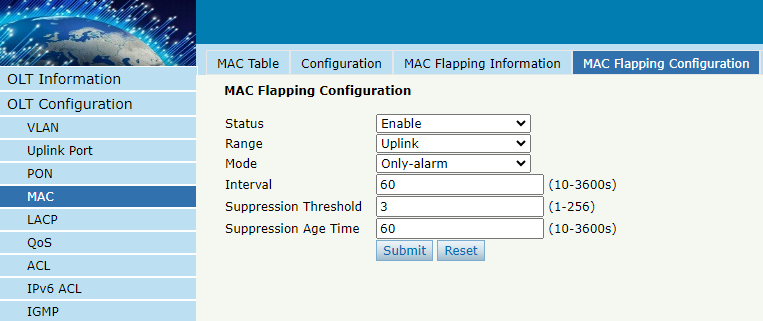 MAC Table Configuration MAC Flapping Information MAC Flapping Configuration
OLT Information
OLT Configuration
VLAN
Uplink Port
PON
MAC
LACP
QoS
ACL
IPv6 ACL
IGMP
MAC Flapping Configuration
Status Enable
Range Uplink
Mode Only-alarm
Interval 60 (10-3600s)
Suppression Threshold 3 (1-256)
Suppression Age Time 60 (10-3600s)
Submit Reset